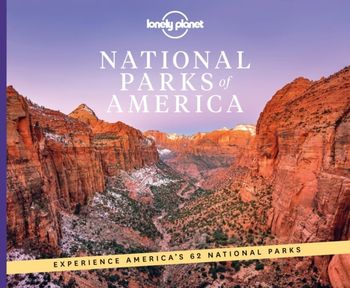 lonely planet
NATIONAL
PARKS of
AMERICA
EXPERIENCE AMERICA'S 62 NATIONAL PARKS